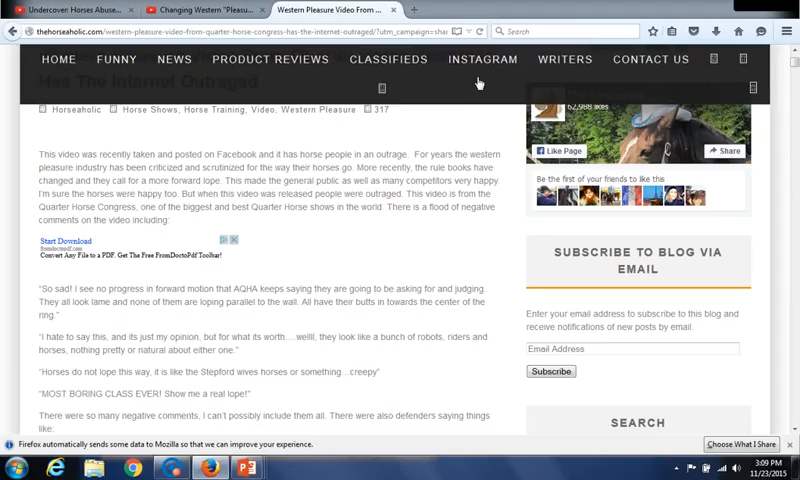 Undercover: Horses Abuse...
Changing Western "Pleasu...
Western Pleasure Video From ...
thehorseaholic.com/western-pleasure-video-from-quarter-horse-congress-has-the-internet-outraged/?utm_campaign=shar
Search
HOME FUNNY NEWS PRODUCT REVIEWS CLASSIFIEDS INSTAGRAM WRITERS CONTACT US
Has The Internet Outraged
Horseaholic Horse Shows, Horse Training, Video, Western Pleasure 317
This video was recently taken and posted on Facebook and it has horse people in an outrage. For years the western
pleasure industry has been criticized and scrutinized for the way their horses go. More recently, the rule books have
changed and they call for a more forward lope. This made the general public as well as many competitors very happy.
I'm sure the horses were happy too. But when this video was released people were outraged. This video is from the
Quarter Horse Congress, one of the biggest and best Quarter Horse shows in the world. There is a flood of negative
comments on the video including:
Start Download
fromdoctopdf.com
Convert Any File to a PDF. Get The Free FromDoctoPdf Toolbar!
"So sad! I see no progress in forward motion that AQHA keeps saying they are going to be asking for and judging.
They all look lame and none of them are loping parallel to the wall. All have their butts in towards the center of the
ring."
"I hate to say this, and its just my opinion, but for what its worth....wellll, they look like a bunch of robots, riders and
horses, nothing pretty or natural about either one."
"Horses do not lope this way, it is like the Stepford wives horses or something...creepy"
"MOST BORING CLASS EVER! Show me a real lope!"
There were so many negative comments, I can't possibly include them all. There were also defenders saying things
like:
62,988 likes
Like Page
Share
Be the first of your friends to like this
SUBSCRIBE TO BLOG VIA
EMAIL
Enter your email address to subscribe to this blog and
receive notifications of new posts by email.
Email Address
Subscribe
SEARCH
Firefox automatically sends some data to Mozilla so that we can improve your experience.
Choose What I Share
3:09 PM
11/23/2015